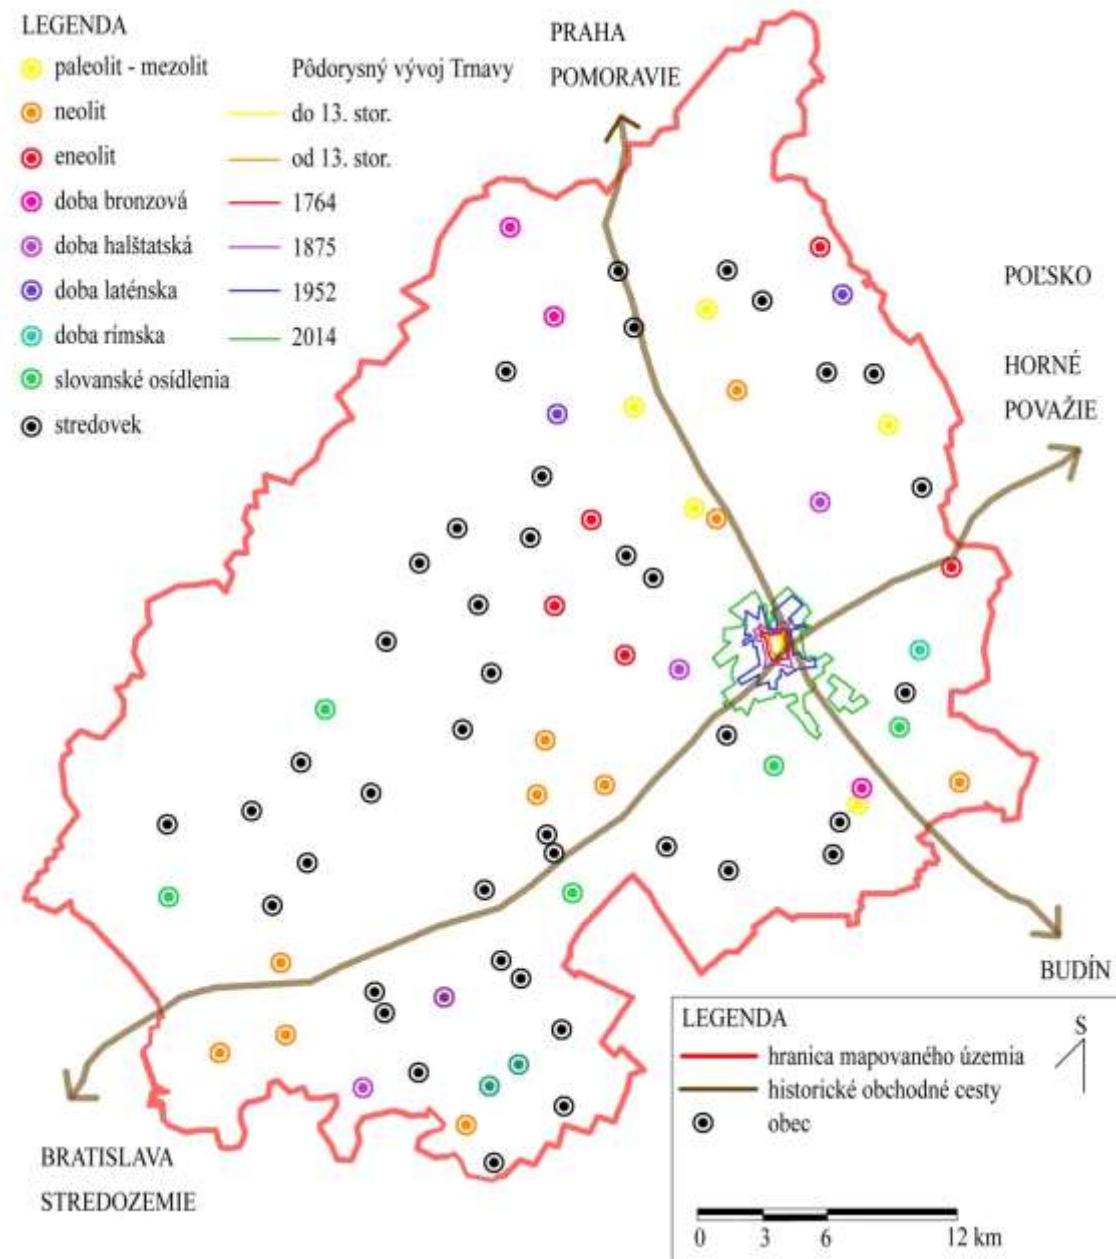 LEGENDA
paleolit - mezolit
neolit
eneolit
doba bronzová
doba halštatská
doba laténska
doba rímska
slovanské osídlenia
stredovek
Pôdorysný vývoj Trnavy
do 13. stor.
od 13. stor.
1764
1875
1952
2014
PRAHA
POMORAVIE
POĽSKO
HORNÉ
POVAŽIE
BUDÍN
BRATISLAVA
STREDOZEMIE
LEGENDA
hranica mapovaného územia
historické obchodné cesty
obec
S
0 3 6 12 km